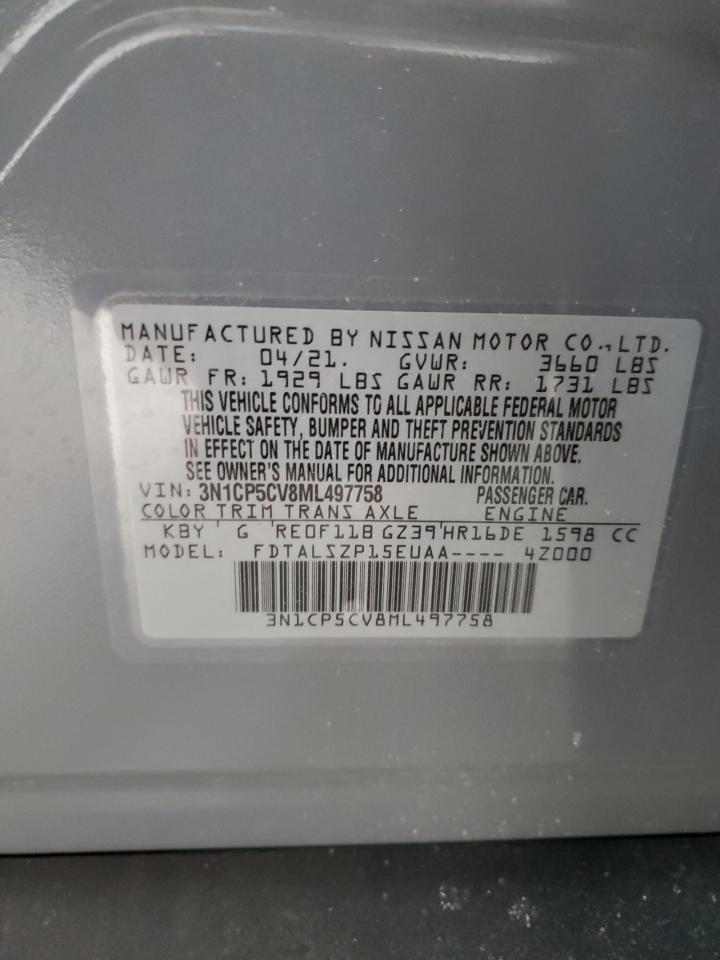 MANUFACTURED BY NISSAN MOTOR CO., LTD.
DATE: 04/21. GVWR: 3660 LBS
GAWR FR: 1929 LBS GAWR RR: 1731 LBS
THIS VEHICLE CONFORMS TO ALL APPLICABLE FEDERAL MOTOR
VEHICLE SAFETY, BUMPER AND THEFT PREVENTION STANDARDS
IN EFFECT ON THE DATE OF MANUFACTURE SHOWN ABOVE.
SEE OWNER'S MANUAL FOR ADDITIONAL INFORMATION.
VIN: 3N1CP5CV8ML497758 PASSENGER CAR.
COLOR TRIM TRANS AXLE ENGINE
KBY G RE0F11B GZ39 HR16DE 1598 CC
MODEL: FDTALSZP15EUAA---- 4Z000
3N1CP5CV8ML497758